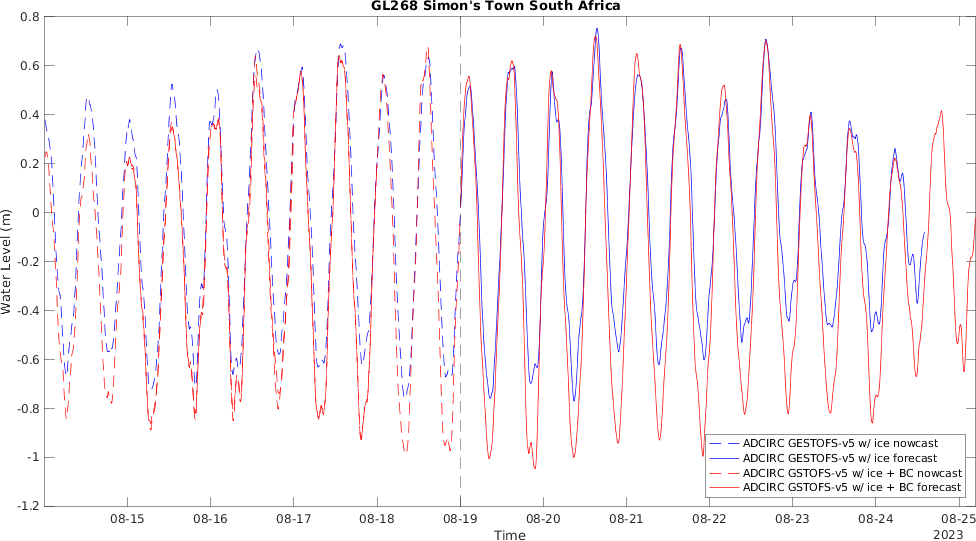 GL268 Simon's Town South Africa
0.8
0.6
0.4
0.2
0
-0.2
-0.4
-0.6
-0.8
-1
-1.2
Water Level (m)
ADCIRC GESTOFS-v5 w/ ice nowcast
ADCIRC GESTOFS-v5 w/ ice forecast
ADCIRC GSTOFS-v5 w/ ice + BC nowcast
ADCIRC GSTOFS-v5 w/ ice + BC forecast
08-15 08-16 08-17 08-18 08-19 08-20 08-21 08-22 08-23 08-24 08-25
Time 2023